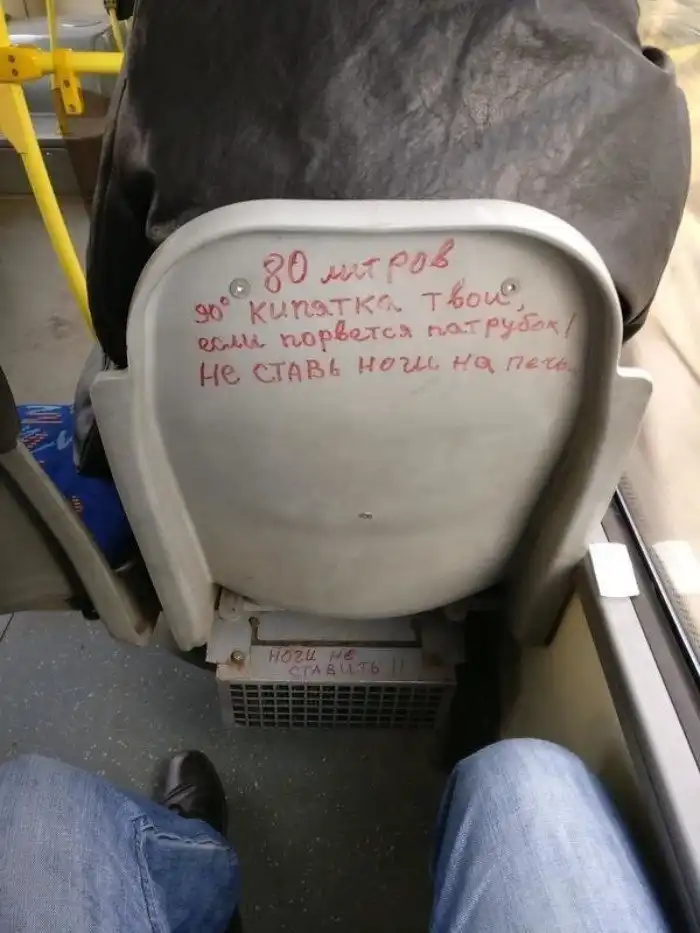 80 литров
90° кипятка твои,
если порвется патрубок!
Не ставь ноги на печь.
Ноги не
ставить!!